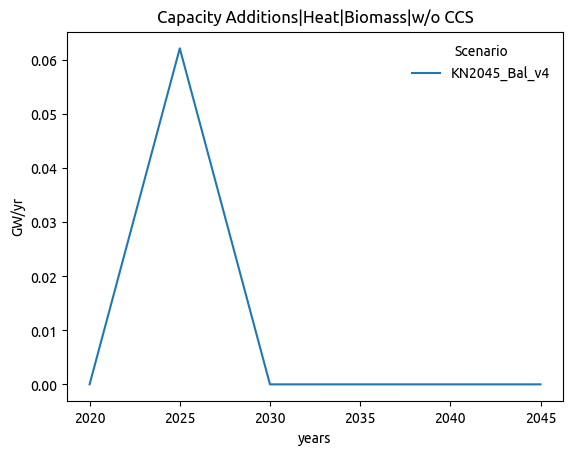 Capacity Additions|Heat|Biomass|w/o CCS
Scenario
KN2045_Bal_v4
GW/yr
0.06
0.05
0.04
0.03
0.02
0.01
0.00
2020 2025 2030 2035 2040 2045
years